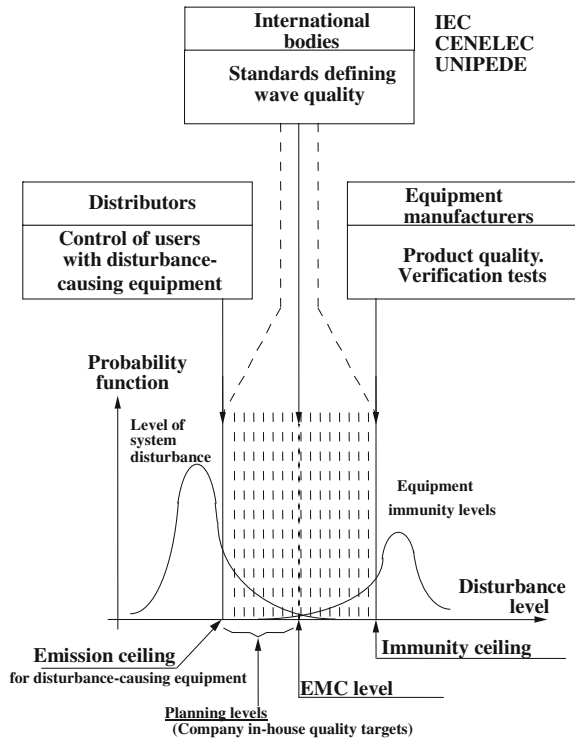 International
bodies
IEC
CENELEC
UNIPEDE
Standards defining
wave quality
Distributors
Control of users
with disturbance-
causing equipment
Equipment
manufacturers
Product quality.
Verification tests
Probability
function
Level of
system
disturbance
Equipment
immunity levels
Disturbance
level
Emission ceiling
for disturbance-causing equipment
Immunity ceiling
EMC level
Planning levels
(Company in-house quality targets)